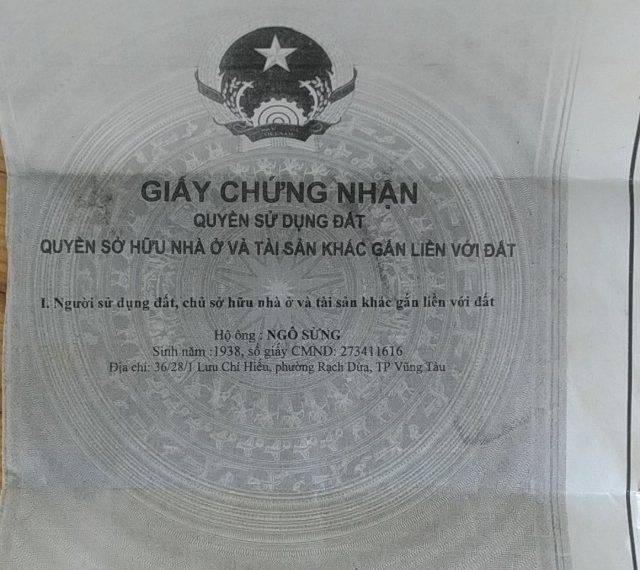 VIỆT NAM
GIẤY CHỨNG NHẬN
QUYỀN SỬ DỤNG ĐẤT
QUYỀN SỞ HỮU NHÀ Ở VÀ TÀI SẢN KHÁC GẮN LIỀN VỚI ĐẤT
I. Người sử dụng đất, chủ sở hữu nhà ở và tài sản khác gắn liền với đất
Hộ ông : NGÔ SỪNG
Sinh năm :1938, số giấy CMND: 273411616
Địa chỉ: 36/28/1 Lưu Chí Hiếu, phường Rạch Dừa, TP Vũng Tàu